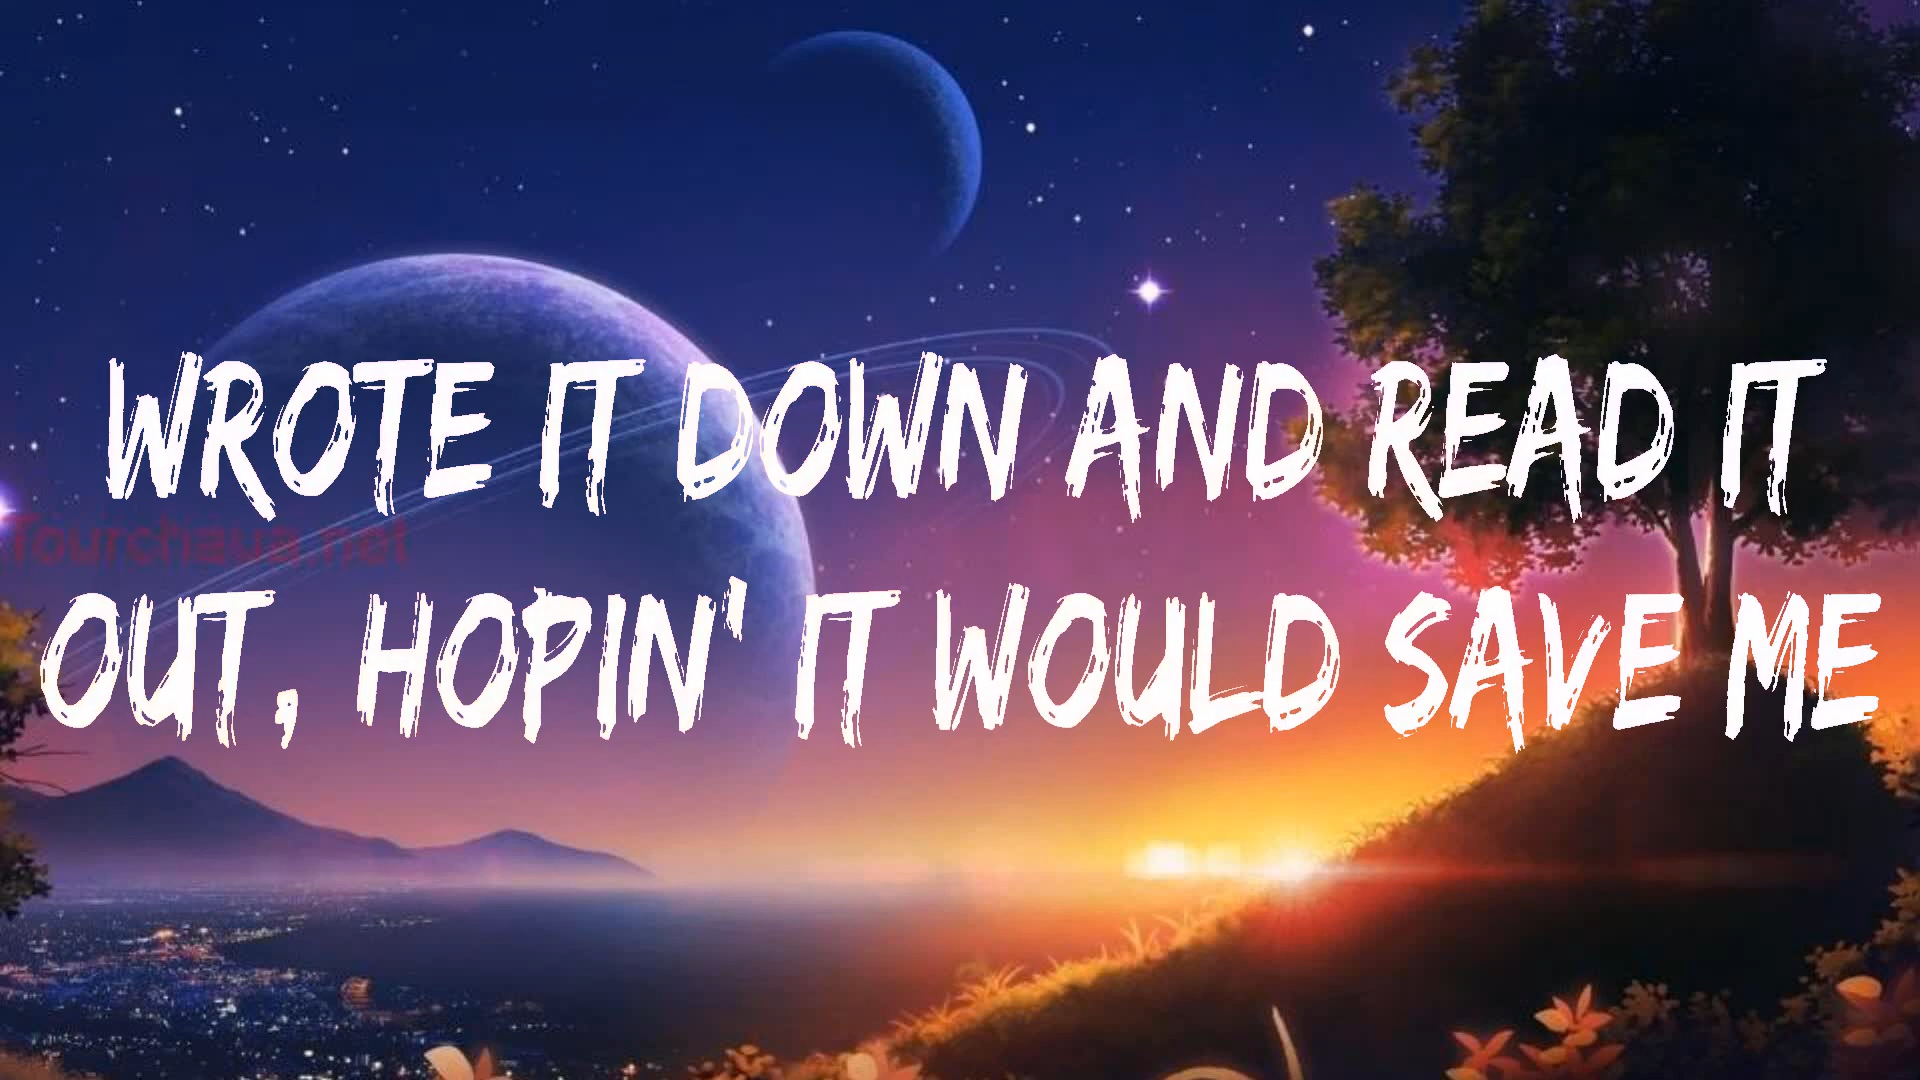 WROTE IT DOWN AND READ IT
OUT, HOPIN' IT WOULD SAVE ME